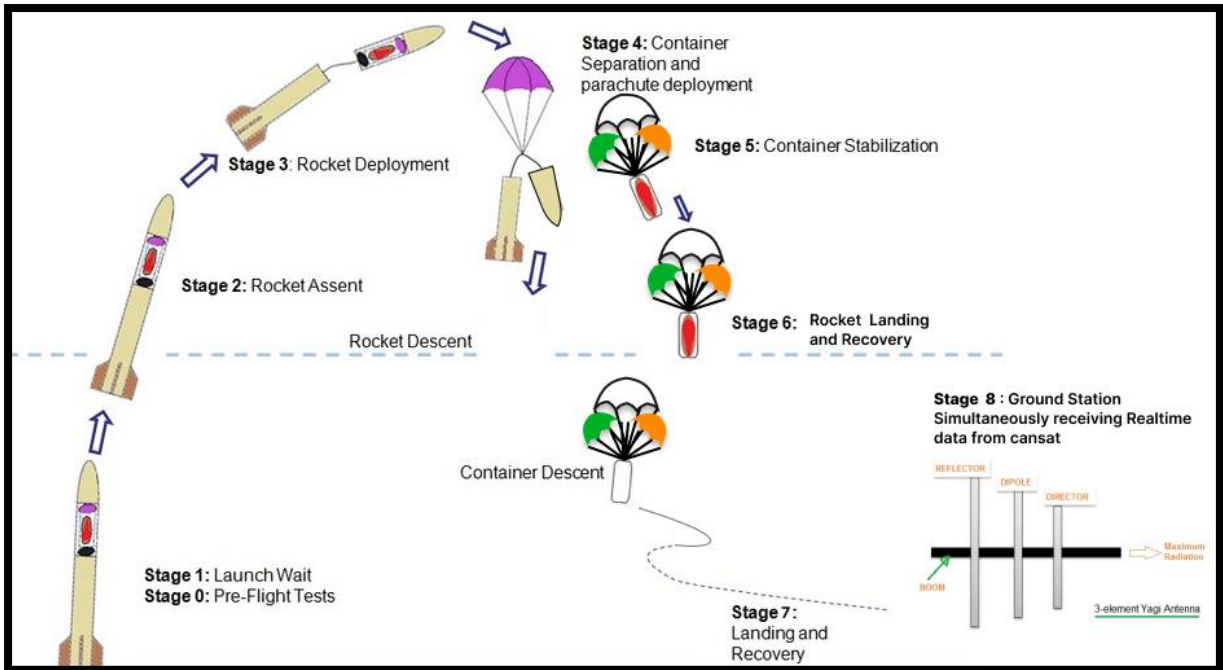 Stage 4: Container
Separation and
parachute deployment
Stage 5: Container Stabilization
Stage 3: Rocket Deployment
Stage 2: Rocket Assent
Stage 6: Rocket Landing
and Recovery
Rocket Descent
Stage 8 : Ground Station
Simultaneously receiving Realtime
data from cansat
Container Descent
REFLECTOR
DIPOLE
DIRECTOR
Maximum
Radiation
BOOM
3-element Yagi Antenna
Stage 1: Launch Wait
Stage 0: Pre-Flight Tests
Stage 7:
Landing and
Recovery